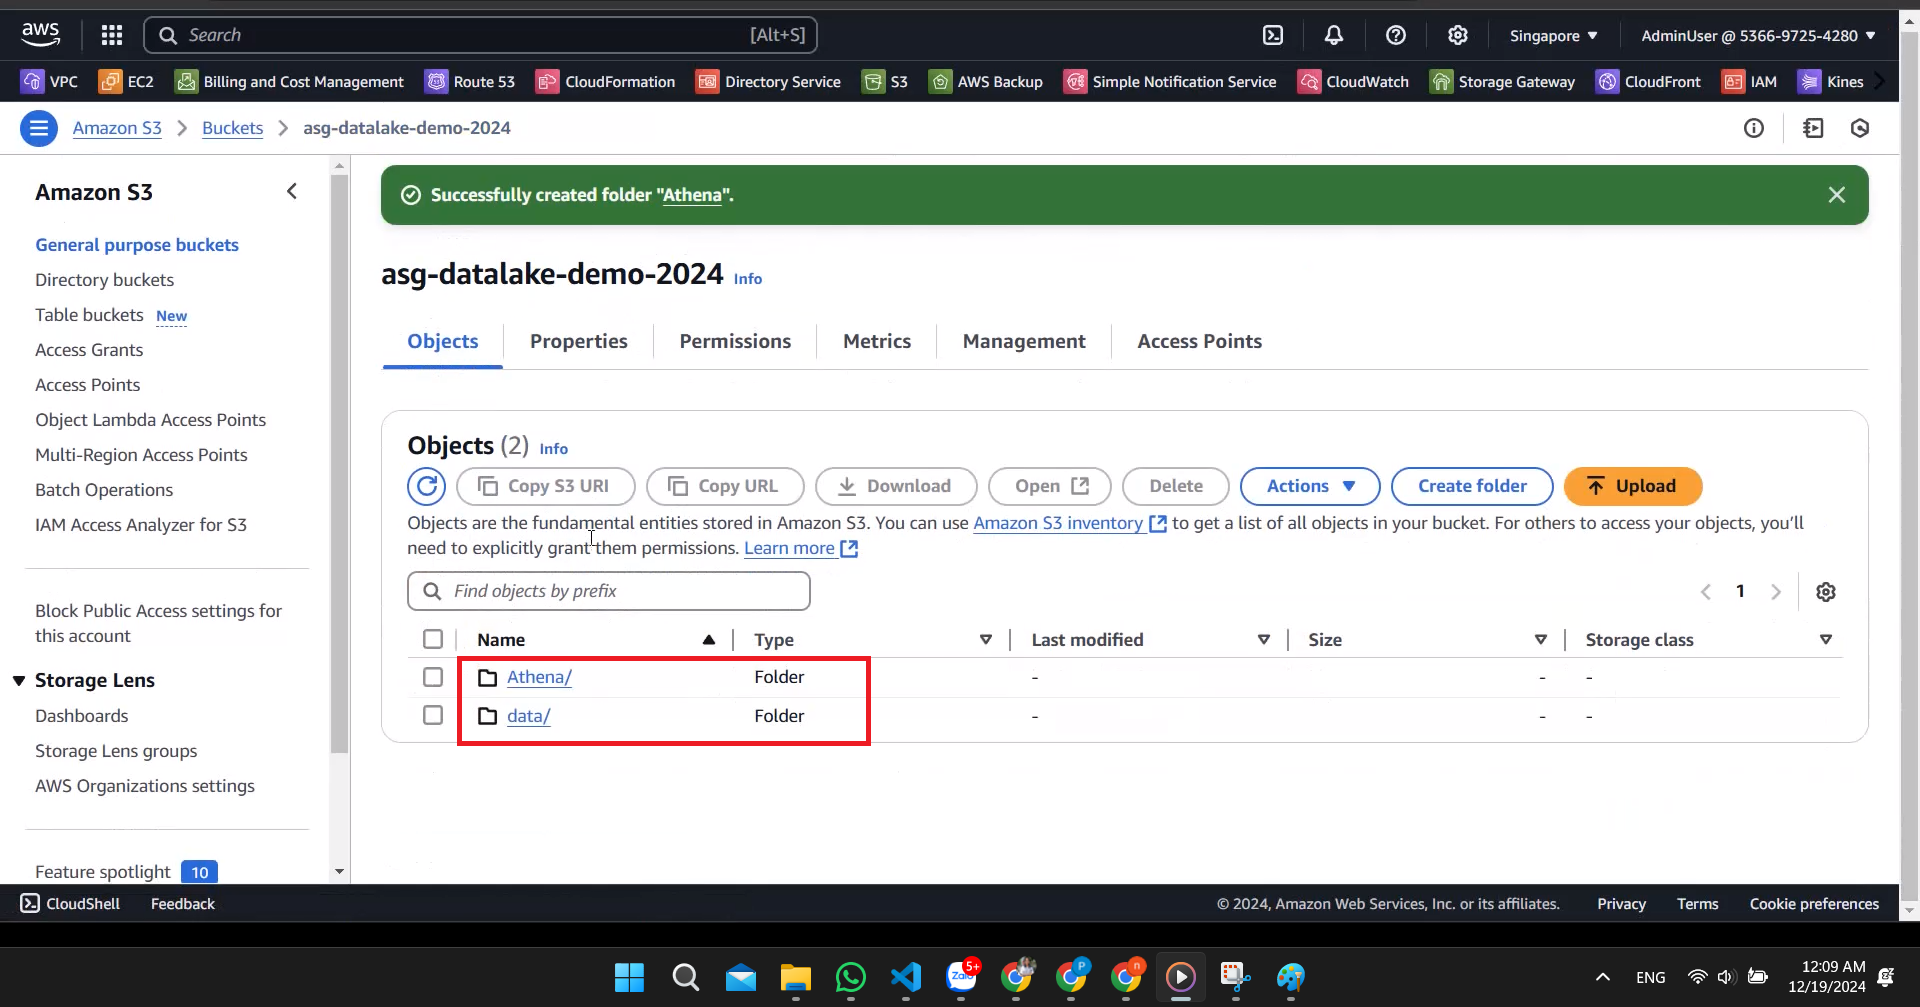 aws
Search [Alt+S]
Singapore
AdminUser @ 5366-9725-4280
VPC EC2 Billing and Cost Management Route 53 CloudFormation Directory Service S3 AWS Backup Simple Notification Service CloudWatch Storage Gateway CloudFront IAM Kines
Amazon S3 Buckets asg-datalake-demo-2024
Amazon S3
General purpose buckets
Directory buckets
Table buckets New
Access Grants
Access Points
Object Lambda Access Points
Multi-Region Access Points
Batch Operations
IAM Access Analyzer for S3
Block Public Access settings for
this account
Storage Lens
Dashboards
Storage Lens groups
AWS Organizations settings
Feature spotlight 10
Successfully created folder "Athena".
asg-datalake-demo-2024 Info
Objects Properties Permissions Metrics Management Access Points
Objects (2) Info
Copy S3 URI Copy URL Download Open Delete Actions Create folder Upload
Objects are the fundamental entities stored in Amazon S3. You can use Amazon S3 inventory to get a list of all objects in your bucket. For others to access your objects, you'll
need to explicitly grant them permissions. Learn more
Find objects by prefix
1
Name Type Last modified Size Storage class
Athena/ Folder - - -
data/ Folder - - -
CloudShell Feedback © 2024, Amazon Web Services, Inc. or its affiliates. Privacy Terms Cookie preferences
Zalo 5+ P n
ENG
12:09 AM
12/19/2024